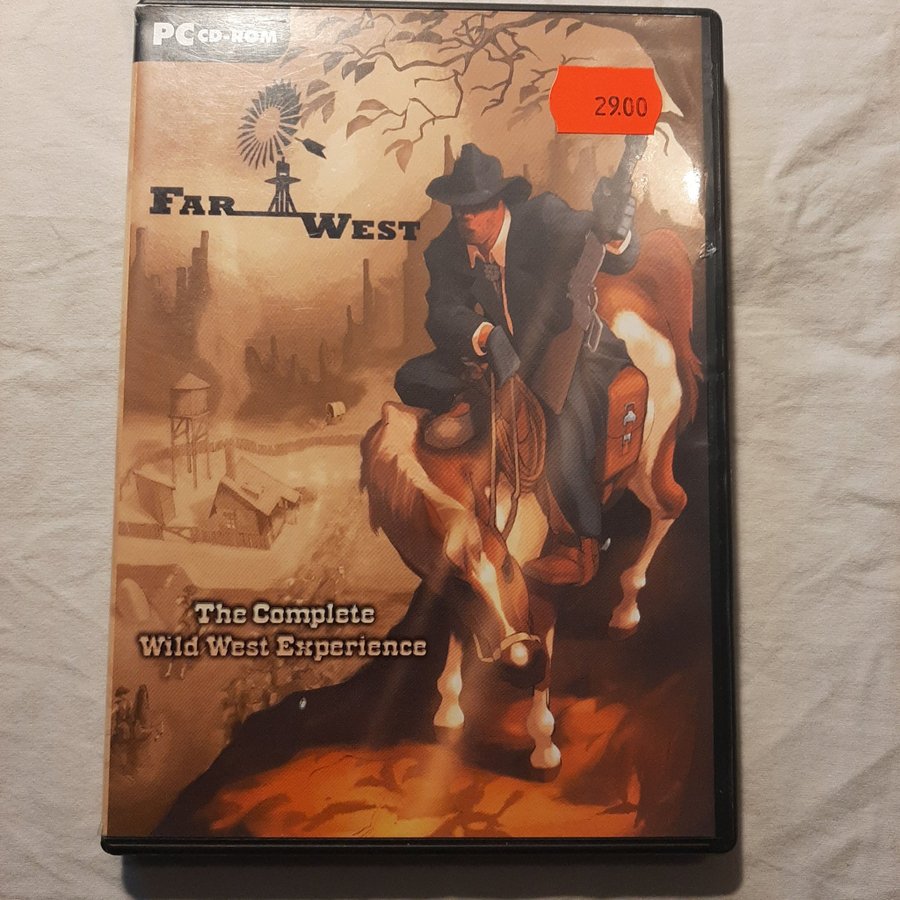 PC CD-ROM
29.00
FAR WEST
The Complete
Wild West Experience